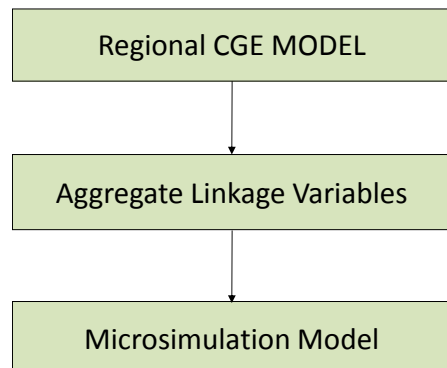 Regional CGE MODEL
Aggregate Linkage Variables
Microsimulation Model